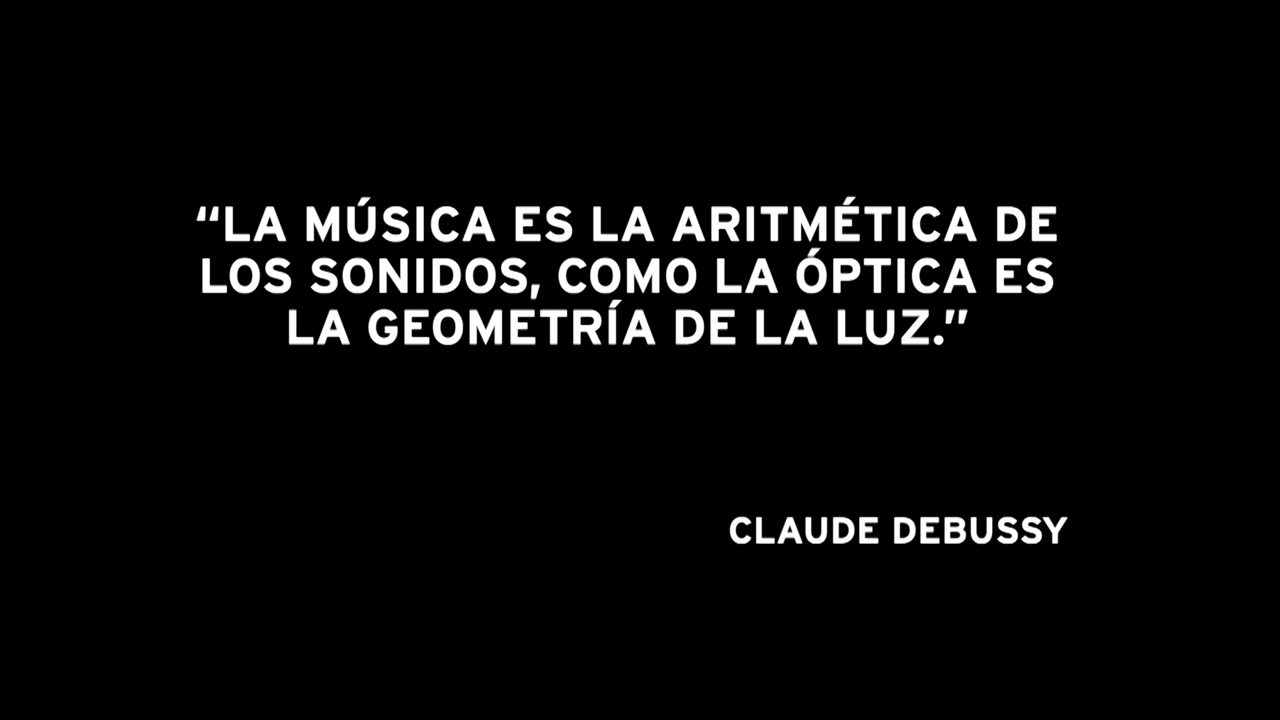 “LA MÚSICA ES LA ARITMÉTICA DE
LOS SONIDOS, COMO LA ÓPTICA ES
LA GEOMETRÍA DE LA LUZ.”
CLAUDE DEBUSSY